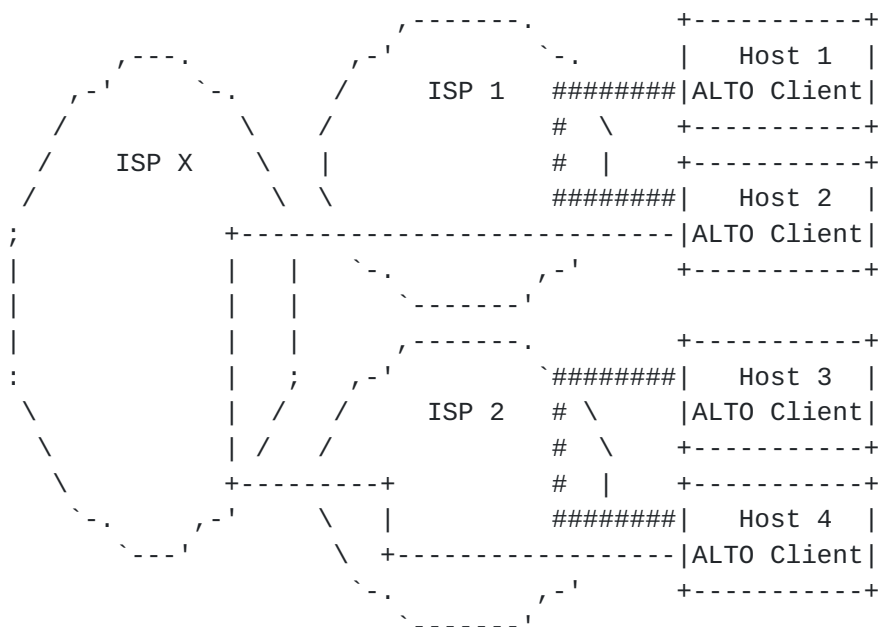 Host 1
ISP 1 ALTO Client
ISP X
Host 2
ALTO Client
Host 3
ISP 2 ALTO Client
Host 4
ALTO Client